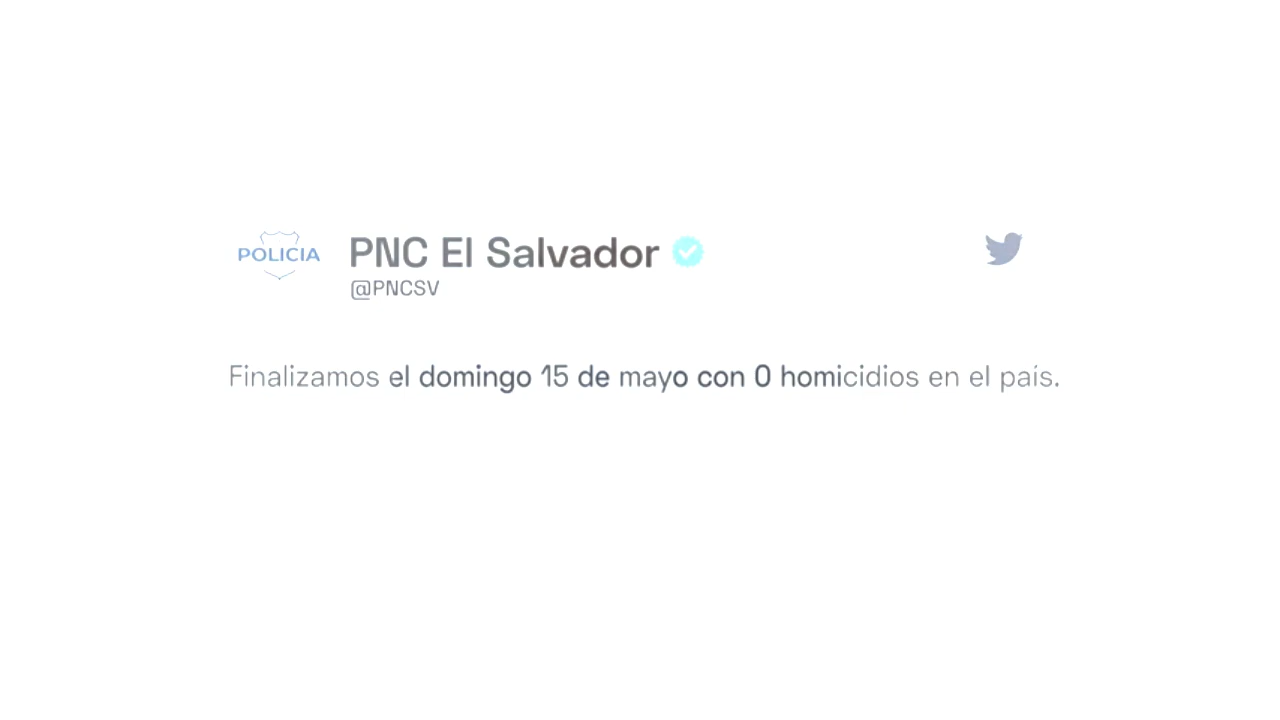 POLICIA
PNC El Salvador
@PNCSV
Finalizamos el domingo 15 de mayo con 0 homicidios en el país.